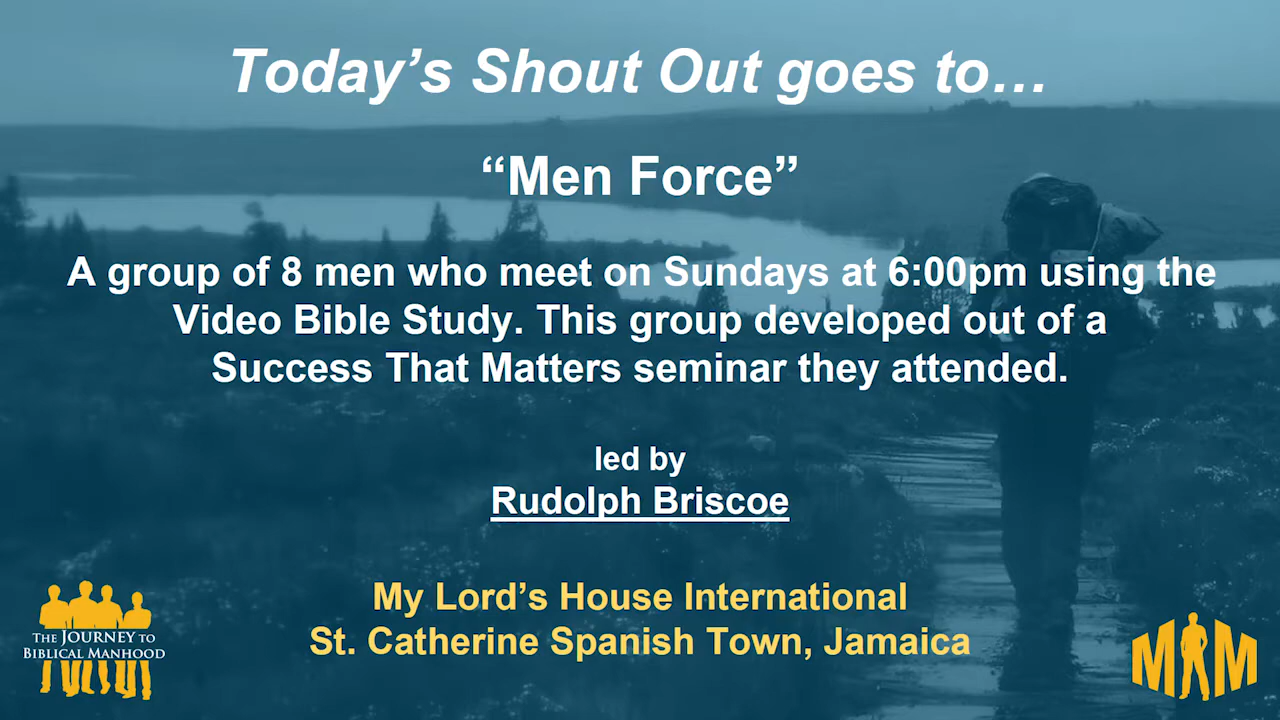 Today’s Shout Out goes to…
“Men Force”
A group of 8 men who meet on Sundays at 6:00pm using the
Video Bible Study. This group developed out of a
Success That Matters seminar they attended.
led by
Rudolph Briscoe
My Lord’s House International
St. Catherine Spanish Town, Jamaica
THE JOURNEY TO
BIBLICAL MANHOOD
MIM